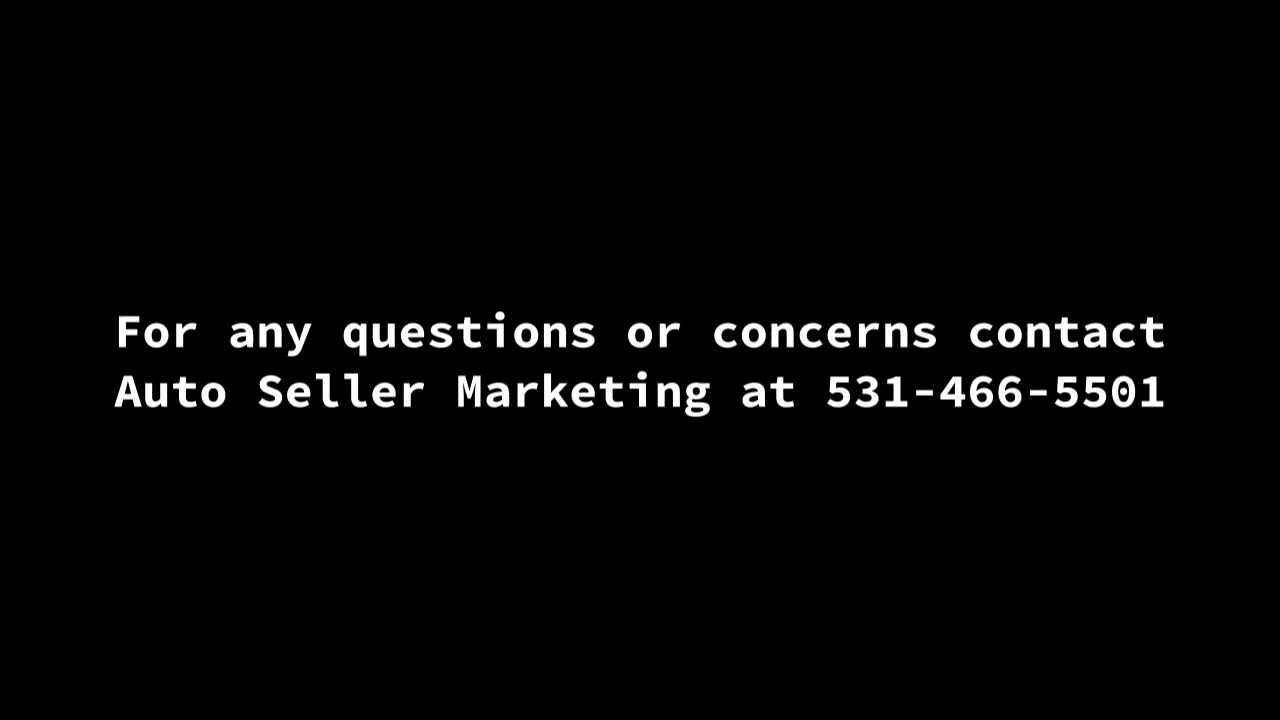 For any questions or concerns contact
Auto Seller Marketing at 531-466-5501